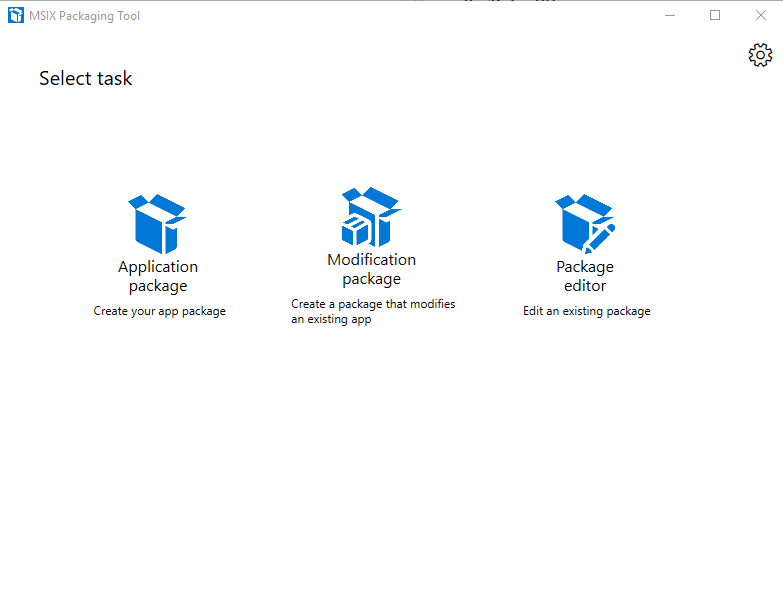 MSIX Packaging Tool
Select task
Application
package
Create your app package
Modification
package
Create a package that modifies
an existing app
Package
editor
Edit an existing package